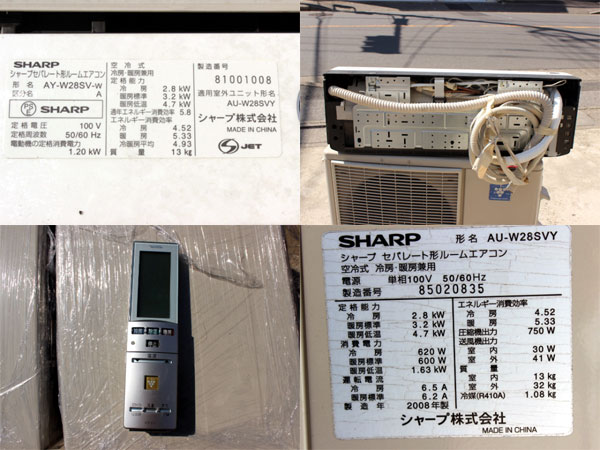 SHARP
シャープセパレート形ルームエアコン
形 名 AY-W28SV-W
区分名 A
PS E SHARP
定 格 電 圧 100 V
定格周波数 50/60 Hz
電動機の定格消費電力
1.20 kW
空 冷 式
冷房・暖房兼用
定 格 能 力
冷 房 2.8 kW
暖房標準 3.2 kW
暖房低温 4.7 kW
通年エネルギー消費効率 5.8
エネルギー消費効率
冷 房 4.52
暖 房 5.33
冷暖房平均 4.93
質 量 13 kg
製造番号
81001008
適用室外ユニット形名
AU-W28SVY
シャープ株式会社
MADE IN CHINA
JET
SHARP 形 名 AU-W28SVY
シャープ セパレート形ルームエアコン
空冷式 冷房・暖房兼用
電源 単相100V 50/60Hz
製造番号 85020835
定 格 能 力
冷 房 2.8 kW
暖房標準 3.2 kW
暖房低温 4.7 kW
消 費 電 力
冷 房 620 W
暖房標準 600 W
暖房低温 1.63 kW
運 転 電 流
冷 房 6.5 A
暖房標準 6.2 A
製 造 年 2008 年製
エネルギー消費効率
冷 房 4.52
暖 房 5.33
圧縮機出力 750 W
送風機出力
室 内 30 W
室 外 41 W
質 量
室 内 13 kg
室 外 32 kg
冷媒(R410A) 1.08 kg
シャープ株式会社
MADE IN CHINA